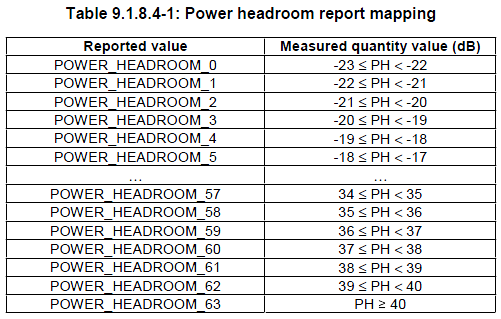 Table 9.1.8.4-1: Power headroom report mapping
Reported value Measured quantity value (dB)
POWER_HEADROOM_0 -23 ≤ PH < -22
POWER_HEADROOM_1 -22 ≤ PH < -21
POWER_HEADROOM_2 -21 ≤ PH < -20
POWER_HEADROOM_3 -20 ≤ PH < -19
POWER_HEADROOM_4 -19 ≤ PH < -18
POWER_HEADROOM_5 -18 ≤ PH < -17
… …
POWER_HEADROOM_57 34 ≤ PH < 35
POWER_HEADROOM_58 35 ≤ PH < 36
POWER_HEADROOM_59 36 ≤ PH < 37
POWER_HEADROOM_60 37 ≤ PH < 38
POWER_HEADROOM_61 38 ≤ PH < 39
POWER_HEADROOM_62 39 ≤ PH < 40
POWER_HEADROOM_63 PH ≥ 40